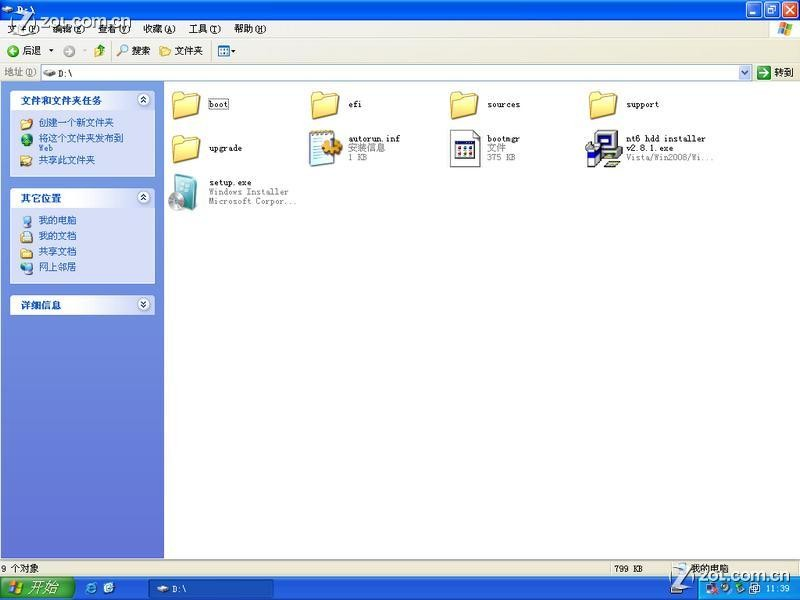 D:\
zol.com.cn
文件(F) 编辑(E) 查看(V) 收藏(A) 工具(T) 帮助(H)
后退 搜索 文件夹
地址(D) D:\ 转到
文件和文件夹任务
创建一个新文件夹
将这个文件夹发布到
Web
共享此文件夹
其它位置
我的电脑
我的文档
共享文档
网上邻居
详细信息
boot
efi
sources
support
upgrade
autorun.inf
安装信息
1 KB
bootmgr
文件
375 KB
nt6 hdd installer
v2.8.1.exe
Vista/Win2008/Wi...
setup.exe
Windows Installer
Microsoft Corpor...
9 个对象 799 KB 我的电脑
zol.com.cn
开始 D:\ 11:39